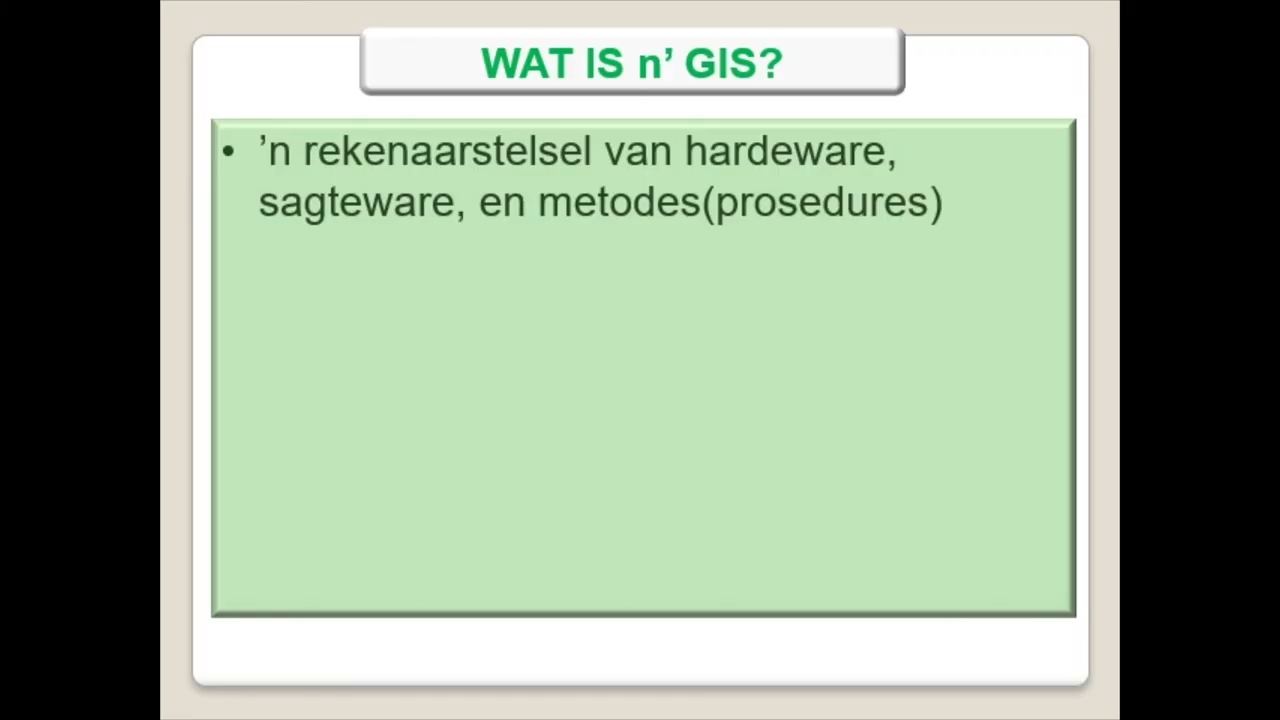 WAT IS n’ GIS?
• ’n rekenaarstelsel van hardeware,
sagteware, en metodes(prosedures)